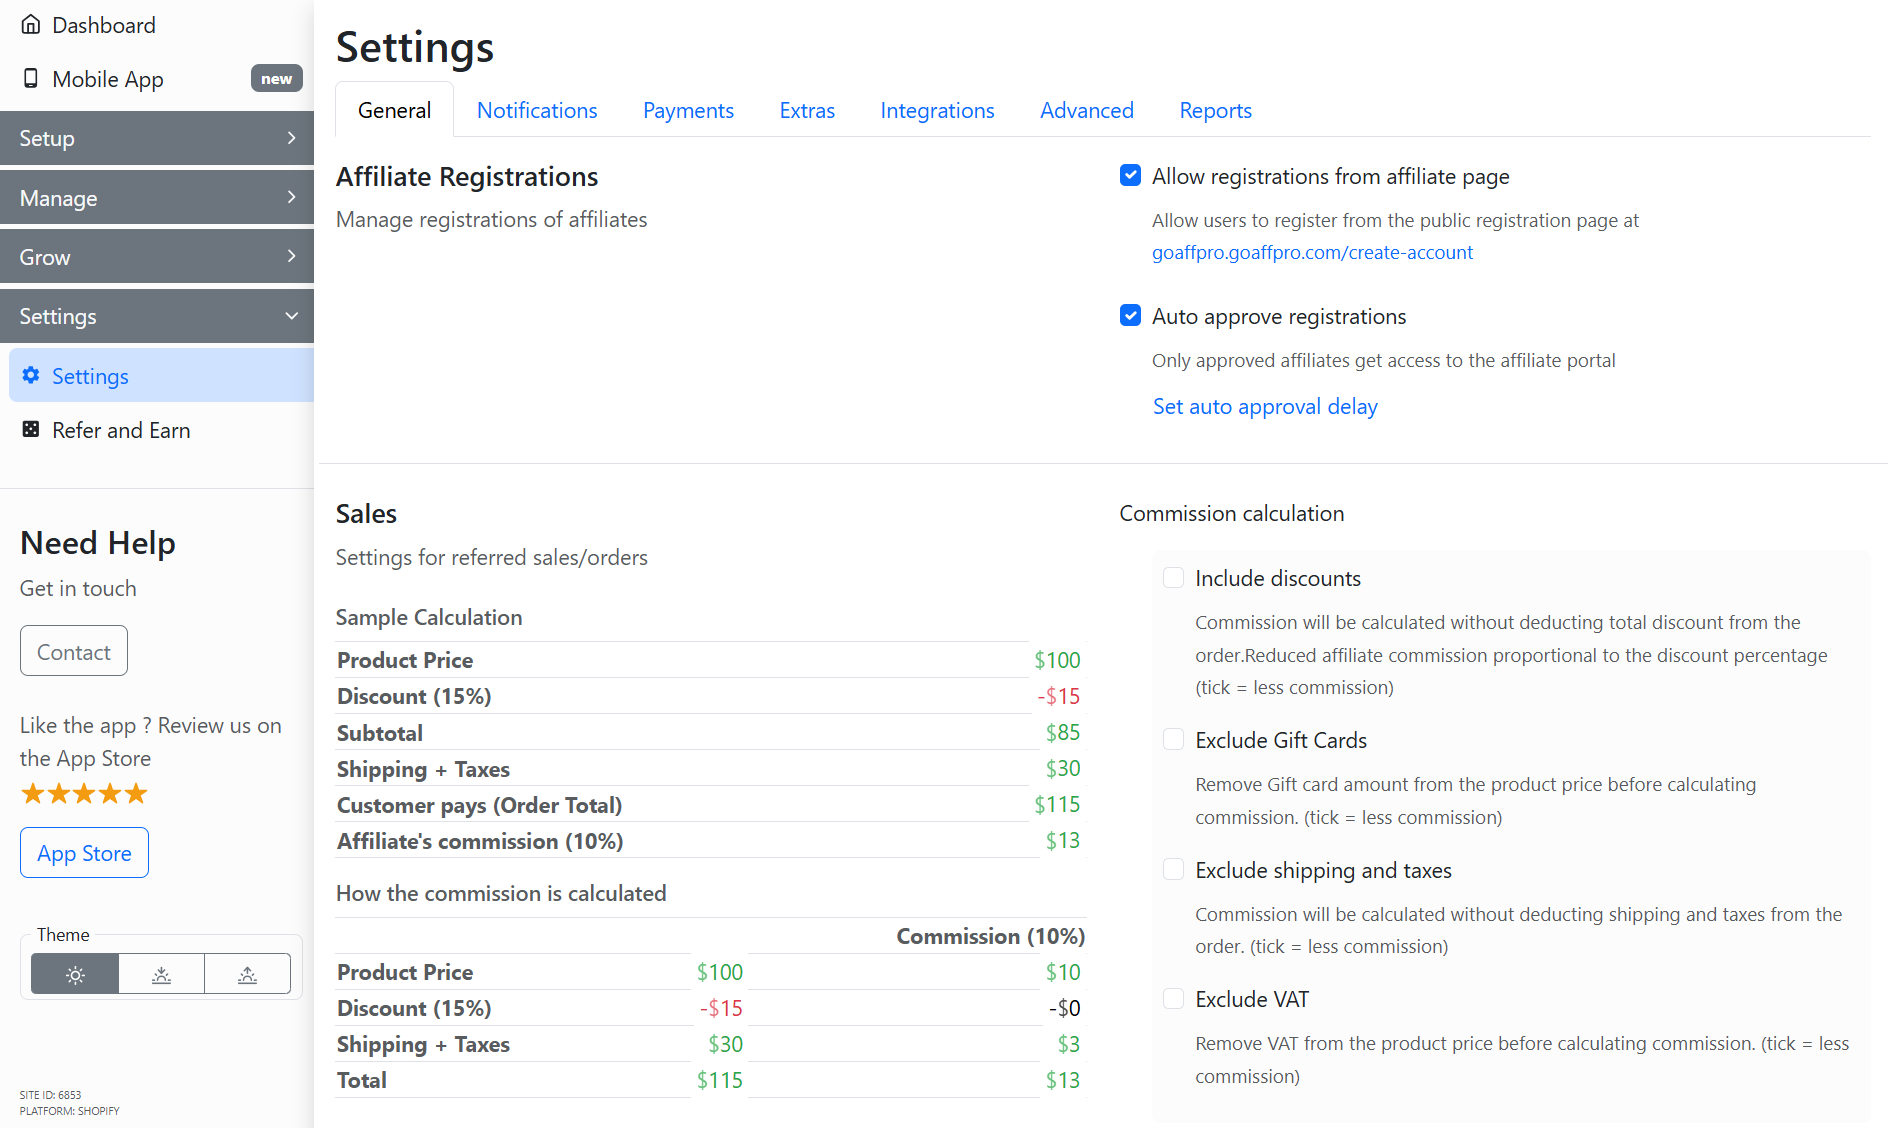 Dashboard
Mobile App new
Setup
Manage
Grow
Settings
Settings
Refer and Earn
Need Help
Get in touch
Contact
Like the app ? Review us on
the App Store
App Store
Theme
SITE ID: 6853
PLATFORM: SHOPIFY
Settings
General Notifications Payments Extras Integrations Advanced Reports
Affiliate Registrations
Manage registrations of affiliates
Allow registrations from affiliate page
Allow users to register from the public registration page at
goaffpro.goaffpro.com/create-account
Auto approve registrations
Only approved affiliates get access to the affiliate portal
Set auto approval delay
Sales
Settings for referred sales/orders
Sample Calculation
Product Price $100
Discount (15%) -$15
Subtotal $85
Shipping + Taxes $30
Customer pays (Order Total) $115
Affiliate's commission (10%) $13
How the commission is calculated
Commission (10%)
Product Price $100 $10
Discount (15%) -$15 -$0
Shipping + Taxes $30 $3
Total $115 $13
Commission calculation
Include discounts
Commission will be calculated without deducting total discount from the
order.Reduced affiliate commission proportional to the discount percentage
(tick = less commission)
Exclude Gift Cards
Remove Gift card amount from the product price before calculating
commission. (tick = less commission)
Exclude shipping and taxes
Commission will be calculated without deducting shipping and taxes from the
order. (tick = less commission)
Exclude VAT
Remove VAT from the product price before calculating commission. (tick = less
commission)